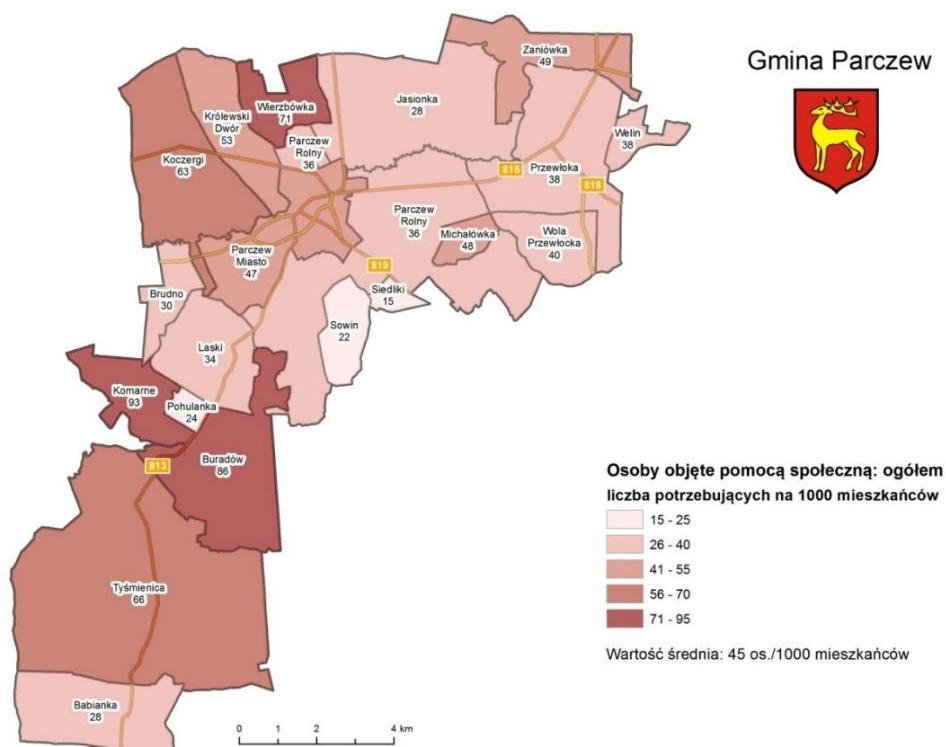 Gmina Parczew
Zaniówka
49
Wierzbówka
71
Jasionka
28
Królewski
Dwór
53
Welin
38
Parczew
Rolny
36
Koczergi
63
815
Przewłoka
38
818
Parczew
Rolny
36
Michałówka
48
Wola
Przewłocka
40
Parczew
Miasto
47
819
Siedliki
15
Brudno
30
Sowin
22
Laski
34
Komarne
93
Pohulanka
24
813
Buradów
86
Tyśmienica
66
Babianka
28
Osoby objęte pomocą społeczną: ogółem
liczba potrzebujących na 1000 mieszkańców
15 - 25
26 - 40
41 - 55
56 - 70
71 - 95
Wartość średnia: 45 os./1000 mieszkańców
0 1 2 4 km